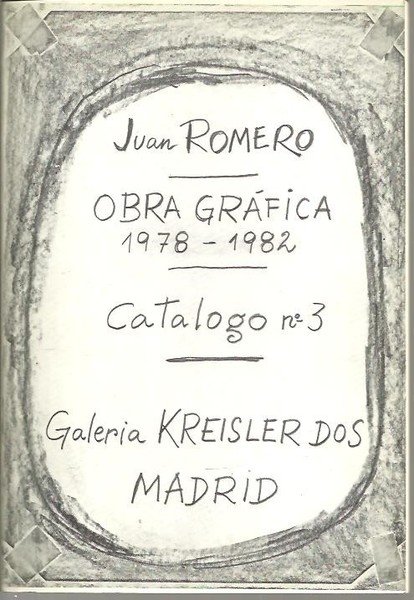 Juan ROMERO
OBRA GRÁFICA
1978 - 1982
Catalogo nº 3
Galeria KREISLER DOS
MADRID